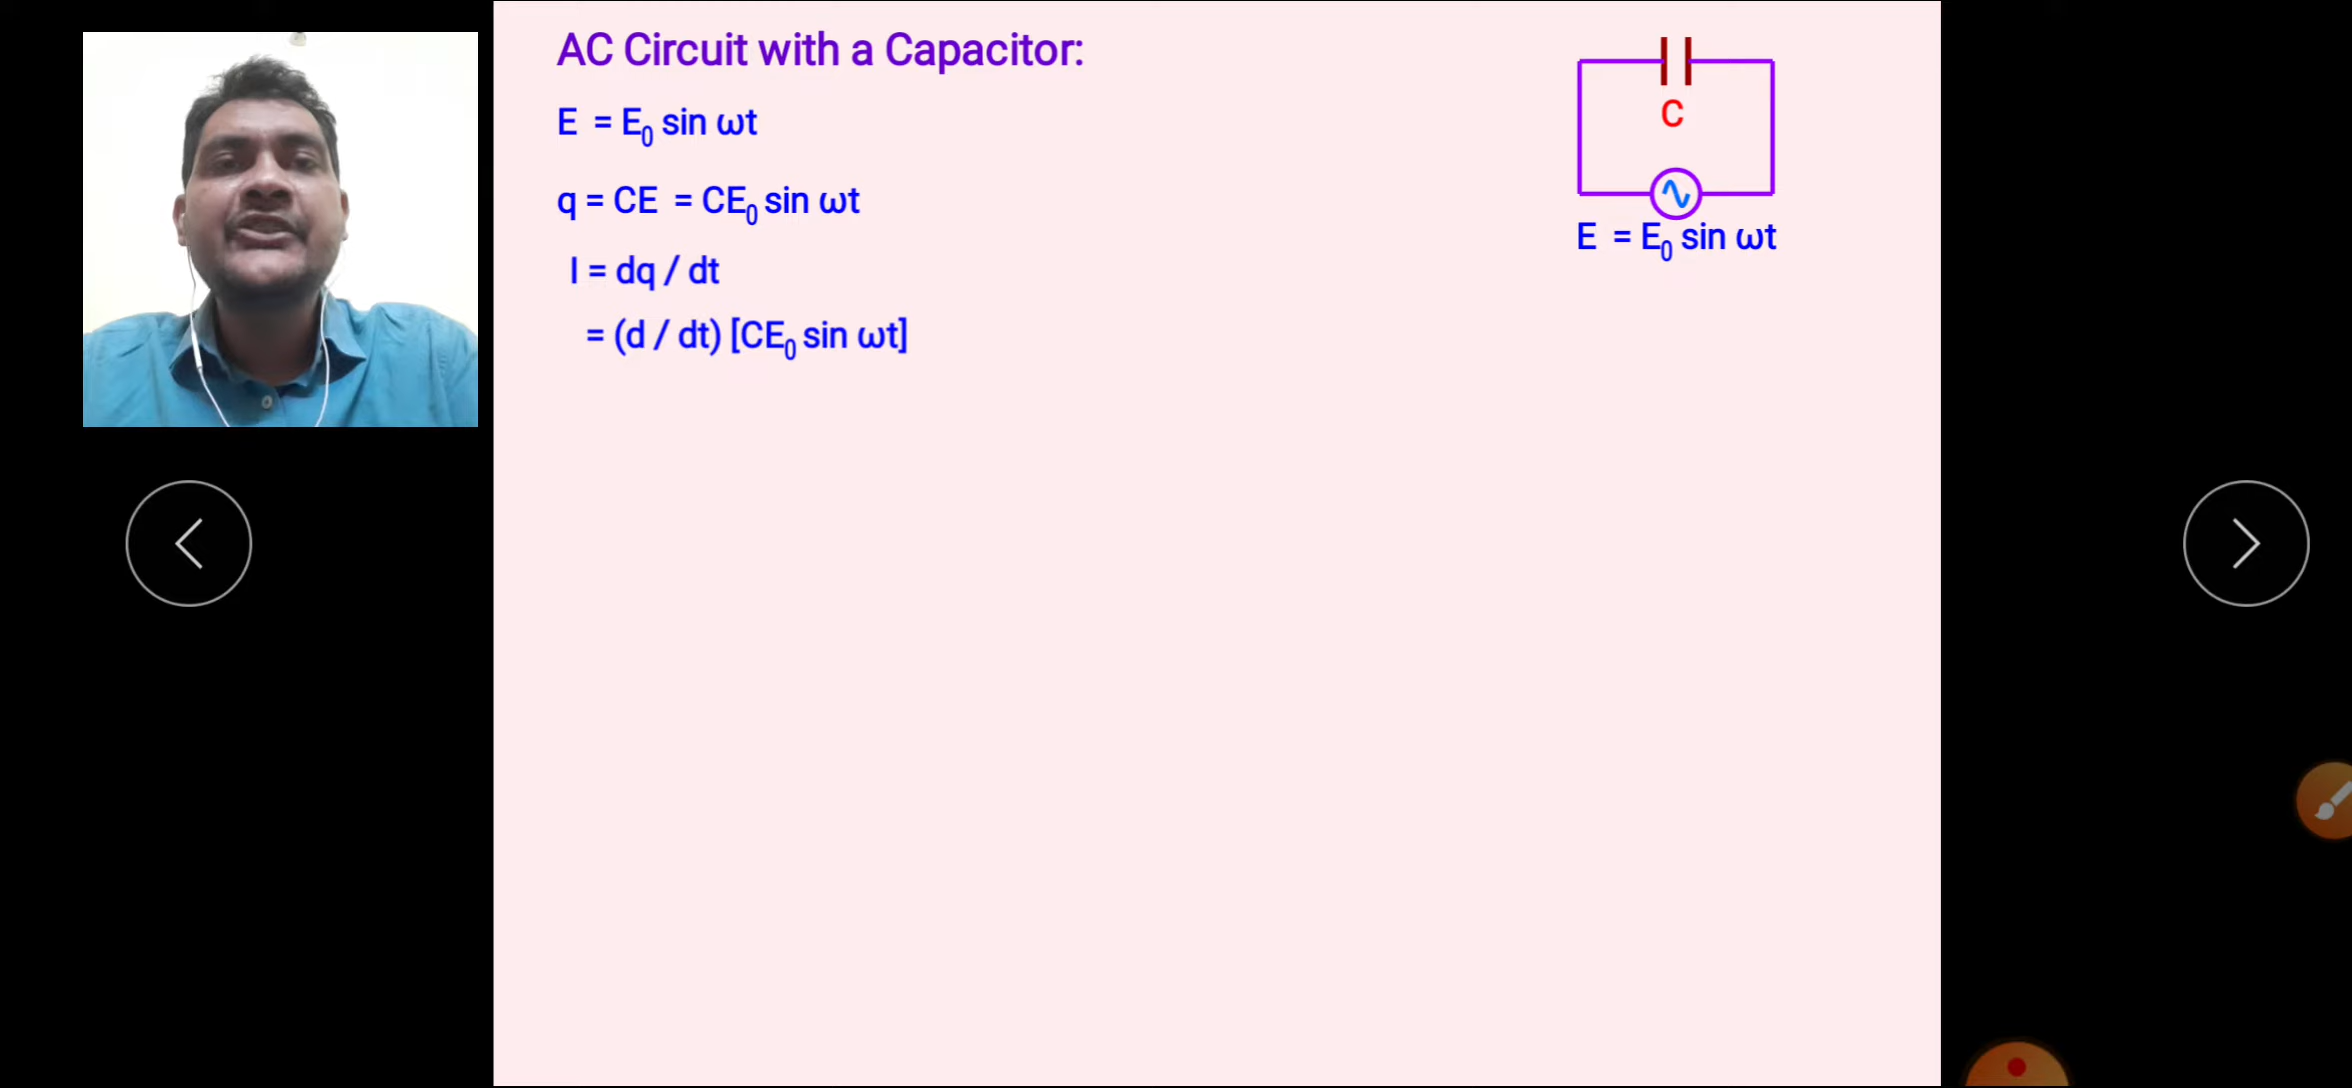 AC Circuit with a Capacitor:
E = E₀ sin ωt
q = CE = CE₀ sin ωt
I = dq / dt
= (d / dt) [CE₀ sin ωt]
C
E = E₀ sin ωt